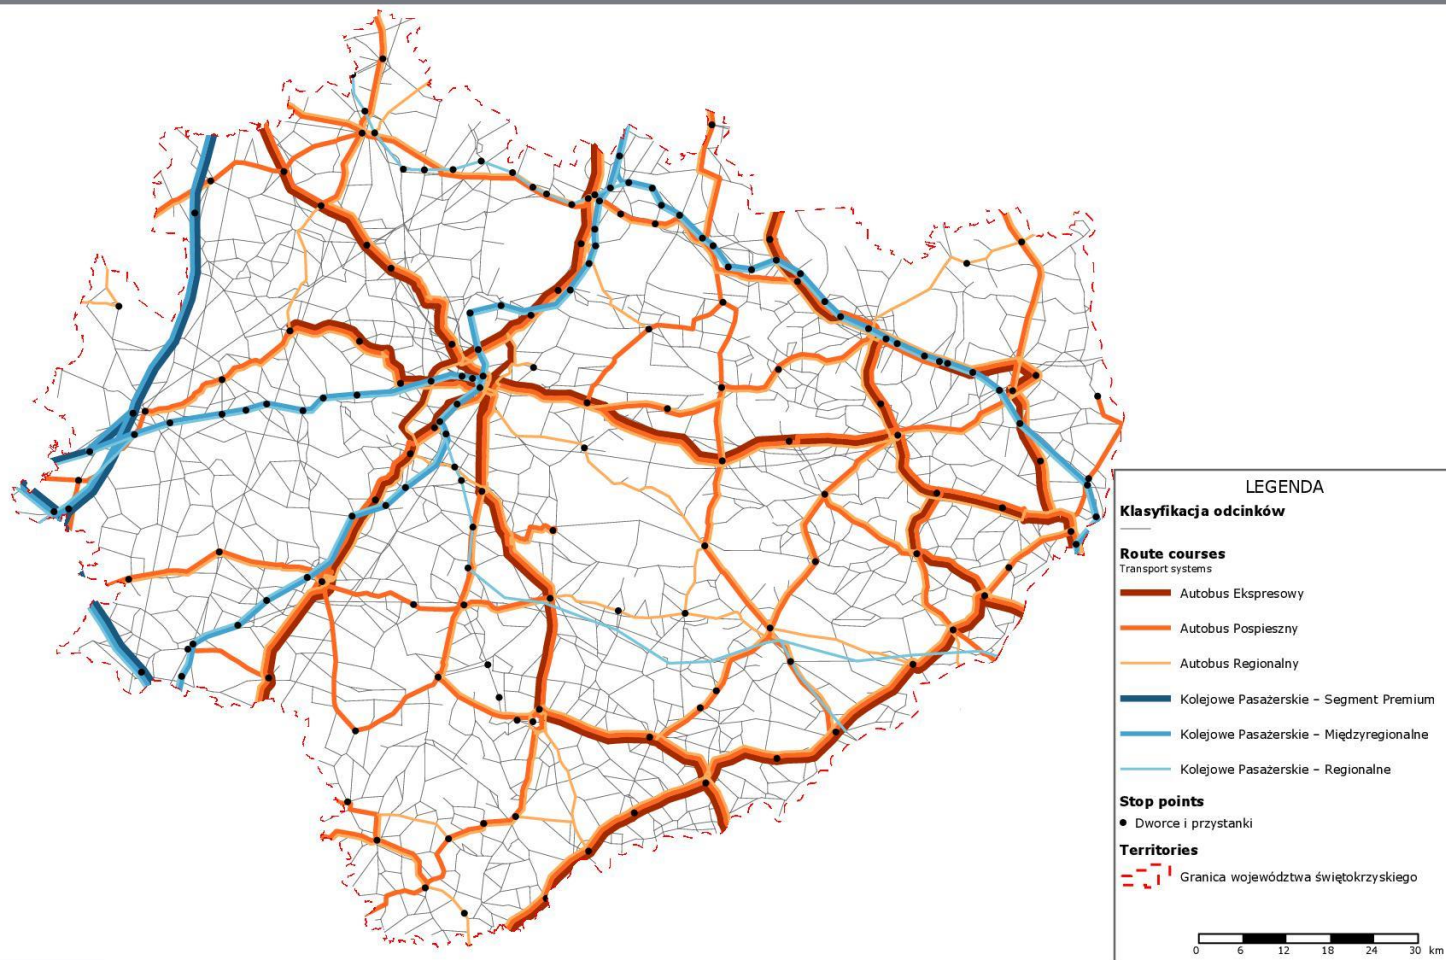 LEGENDA
Klasyfikacja odcinków
Route courses
Transport systems
Autobus Ekspresowy
Autobus Pospieszny
Autobus Regionalny
Kolejowe Pasażerskie – Segment Premium
Kolejowe Pasażerskie – Międzyregionalne
Kolejowe Pasażerskie – Regionalne
Stop points
Dworce i przystanki
Territories
Granica województwa świętokrzyskiego
0 6 12 18 24 30 km